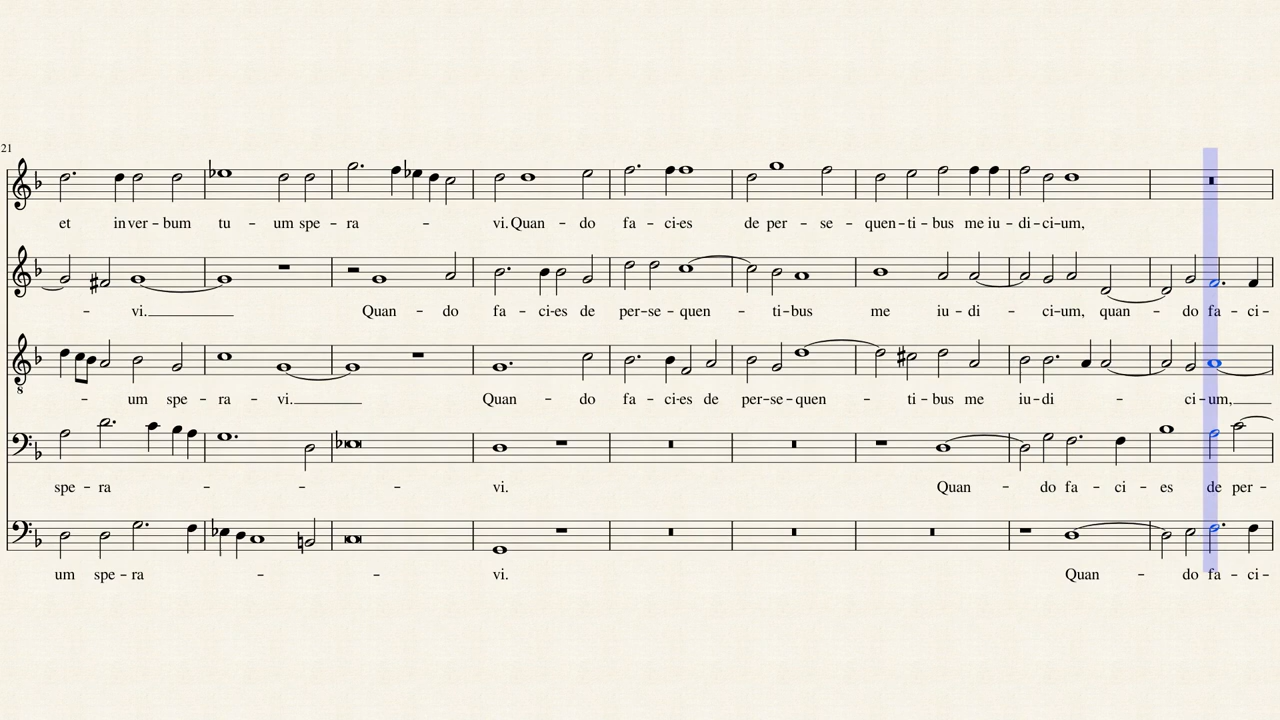 21
et inver – bum tu – um spe – ra – vi. Quan – do fa – ci-es de per – se – quen – ti – bus me iu – di – ci – um,
– vi. Quan – do fa – ci-es de per – se – quen – ti – bus me iu – di – ci – um, quan – do fa – ci –
– um spe – ra – vi. Quan – do fa – ci-es de per – se – quen – ti – bus me iu – di – – ci – um,
spe – ra – – – vi. Quan – do fa – ci – es de per –
um spe – ra – – vi. Quan – do fa – ci –
8